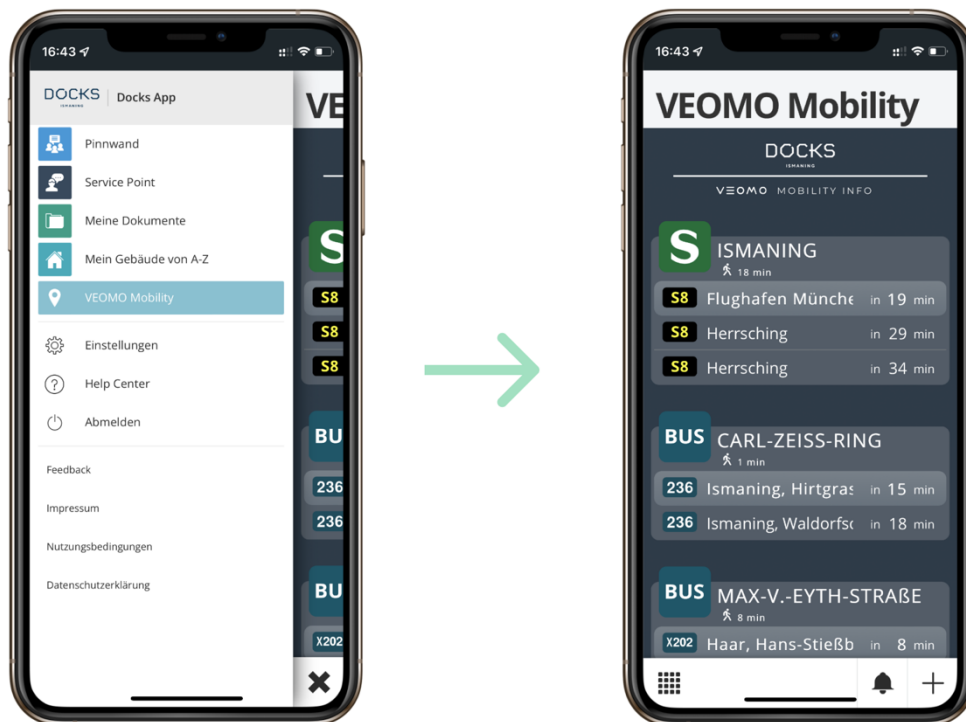 16:43
DOCKS
ISMANING
Docks App
Pinnwand
Service Point
Meine Dokumente
Mein Gebäude von A-Z
VEOMO Mobility
Einstellungen
Help Center
Abmelden
Feedback
Impressum
Nutzungsbedingungen
Datenschutzerklärung
VE
S
S8
S8
S8
BU
236
236
BU
X202
16:43
VEOMO Mobility
DOCKS
ISMANING
VEOMO MOBILITY INFO
S ISMANING
18 min
S8 Flughafen Münche in 19 min
S8 Herrsching in 29 min
S8 Herrsching in 34 min
BUS CARL-ZEISS-RING
1 min
236 Ismaning, Hirtgas in 15 min
236 Ismaning, Waldorfsc in 18 min
BUS MAX-V.-EYTH-STRAßE
8 min
X202 Haar, Hans-Stießb in 8 min